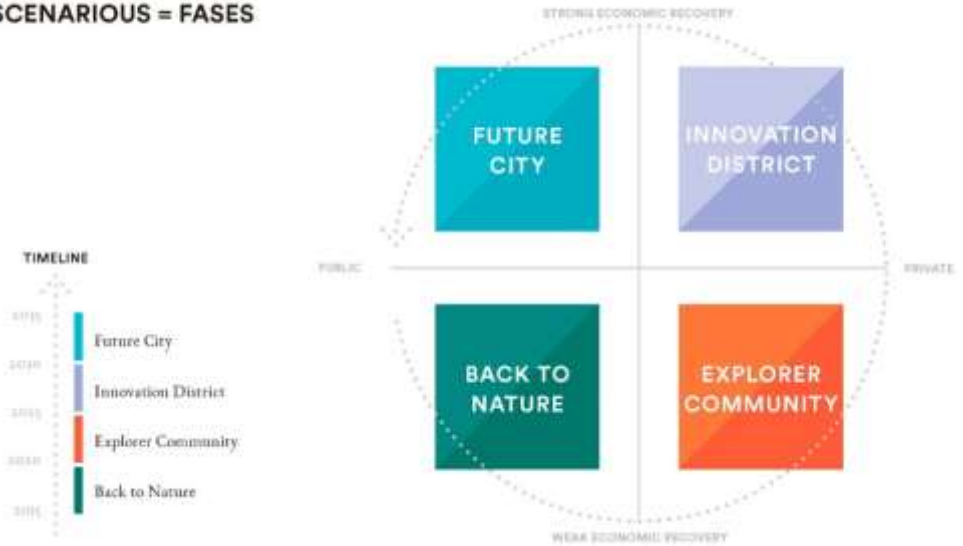 SCENARIOUS = FASES
STRONG ECONOMIC RECOVERY
FUTURE
CITY
INNOVATION
DISTRICT
TIMELINE
PUBLIC
PRIVATE
Future City
Innovation District
Explorer Community
Back to Nature
BACK TO
NATURE
EXPLORER
COMMUNITY
WEAK ECONOMIC RECOVERY